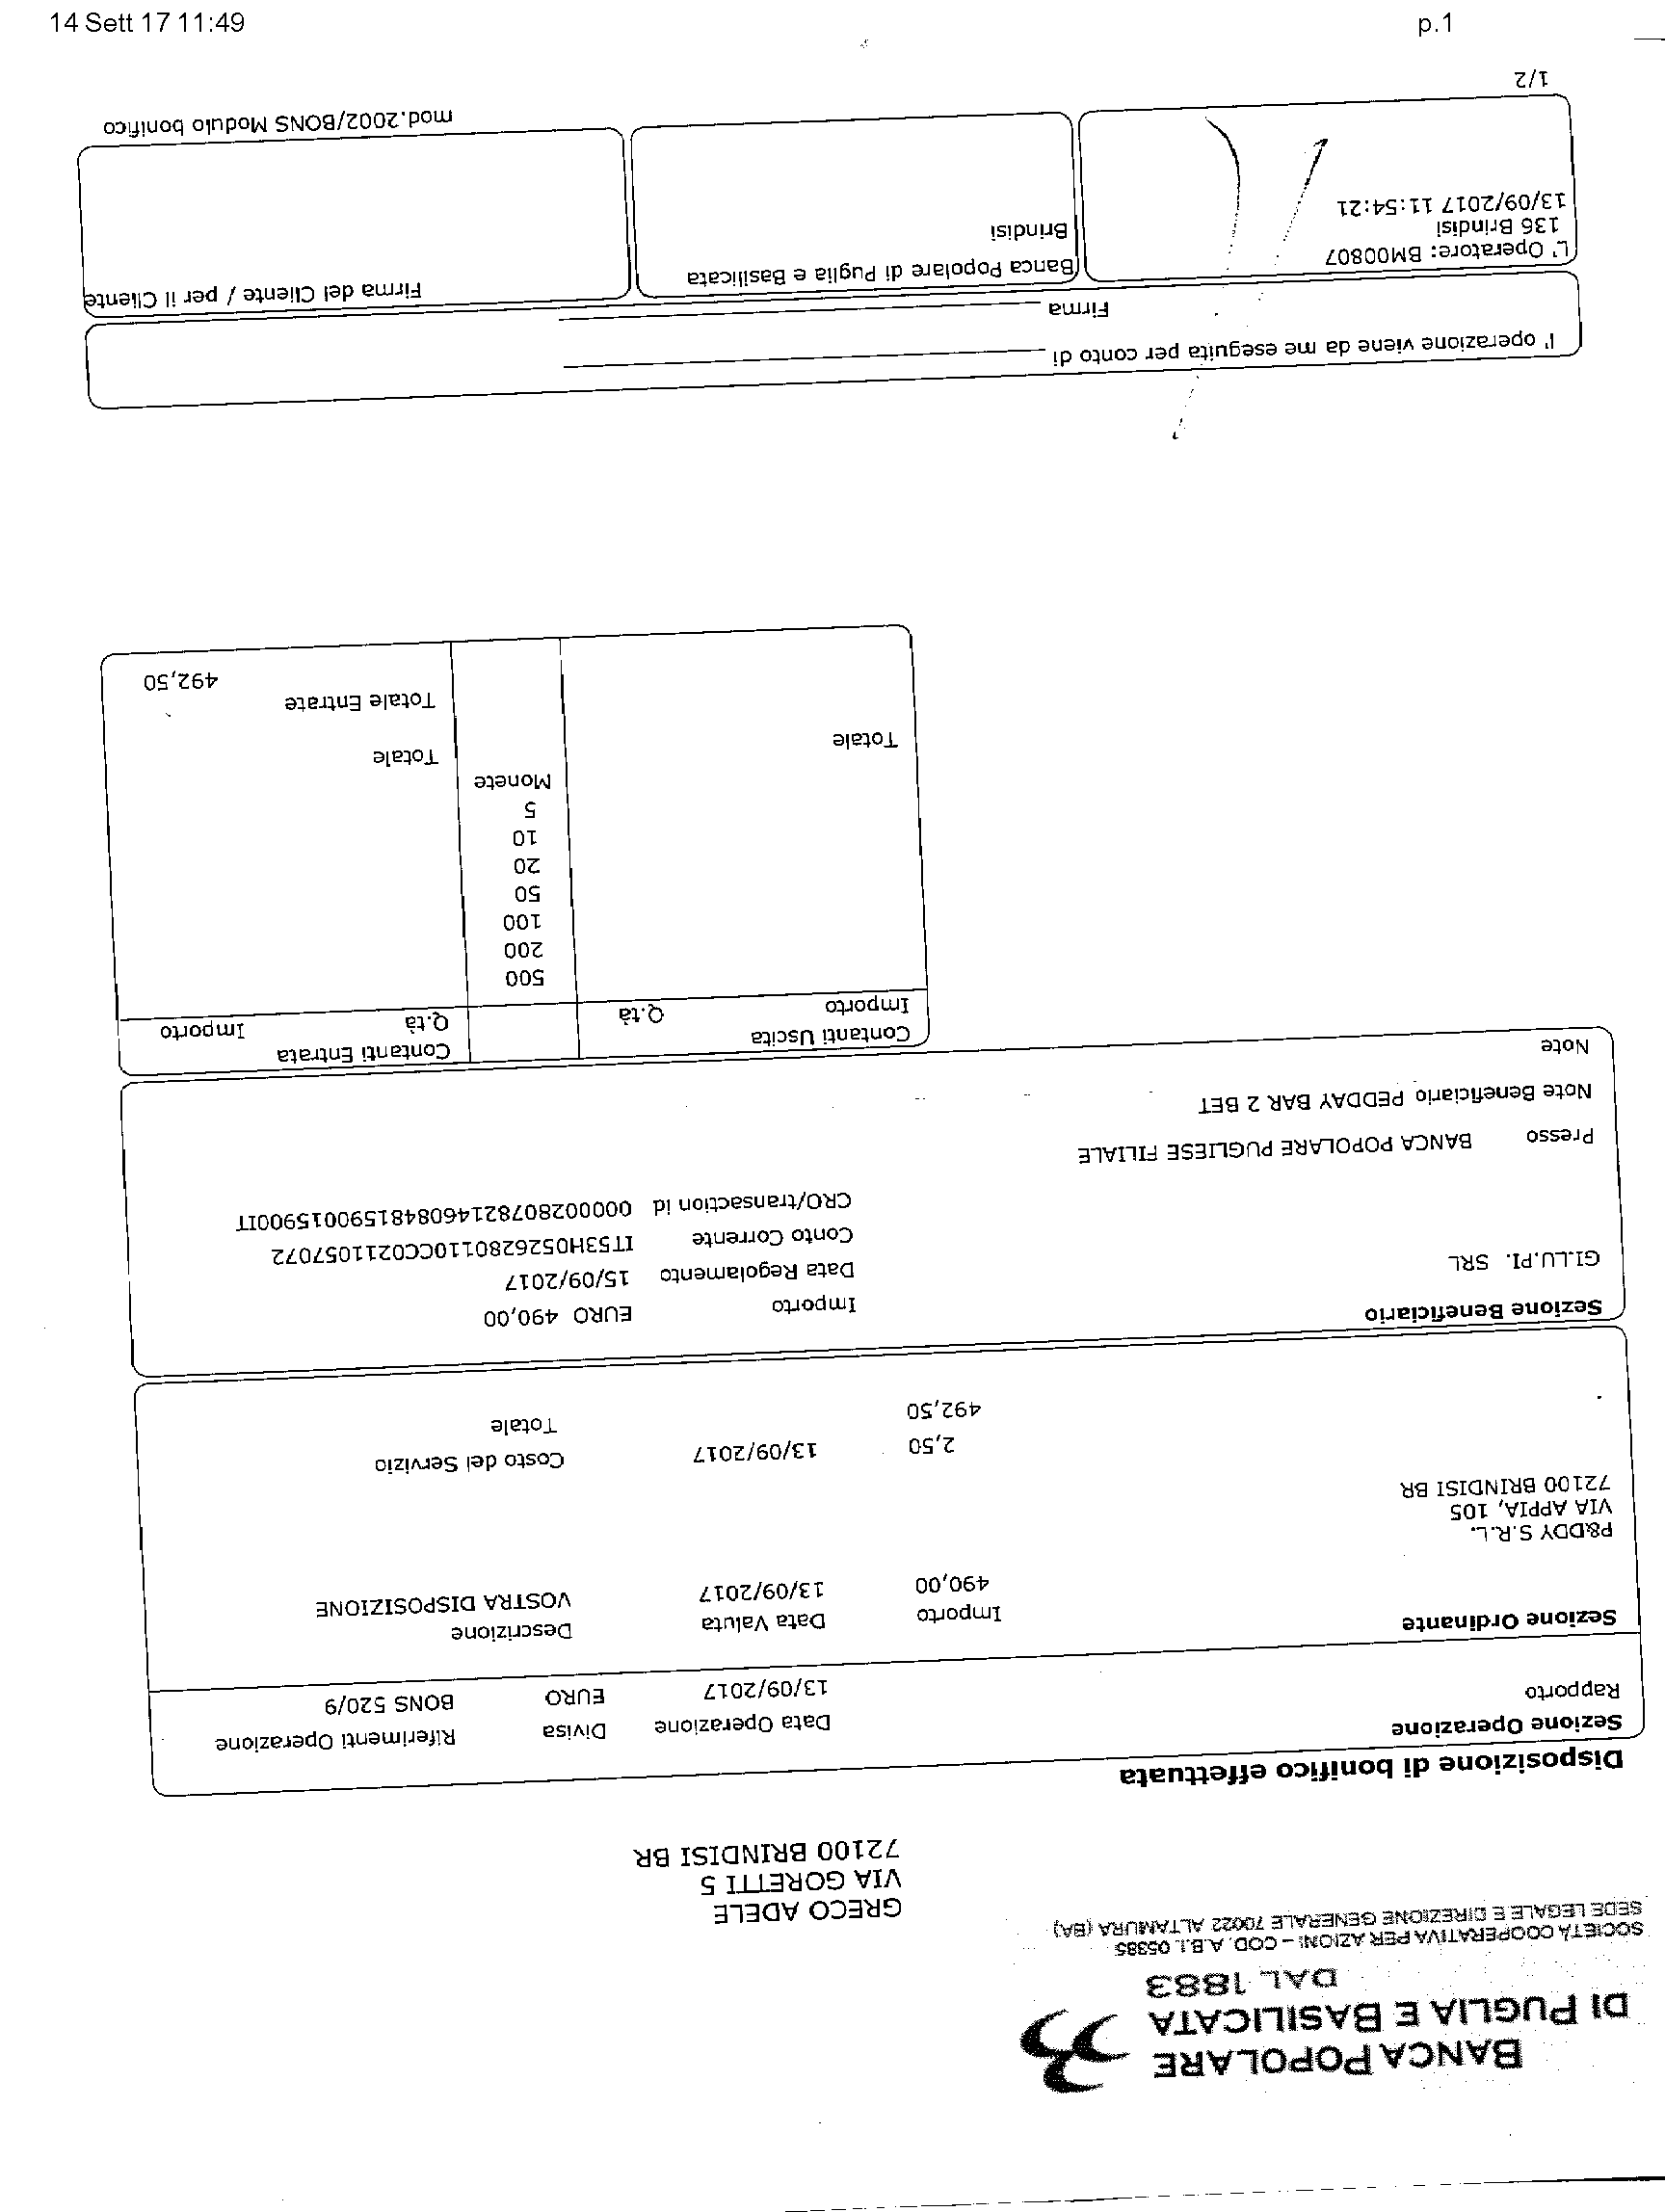 14 Sett 17 11:49 p.1
BANCA POPOLARE
DI PUGLIA E BASILICATA
DAL 1883
SOCIETÀ COOPERATIVA PER AZIONI - COD. A.B.I. 05385
SEDE LEGALE E DIREZIONE GENERALE 70022 ALTAMURA (BA)
GRECO ADELE
VIA GORETTI 5
72100 BRINDISI BR
Disposizione di bonifico effettuata
Sezione Operazione Data Operazione Divisa Riferimenti Operazione
Rapporto 13/09/2017 EURO BONS 520/9
Sezione Ordinante Importo Data Valuta Descrizione
490,00 13/09/2017 VOSTRA DISPOSIZIONE
P&DDY S.R.L.
VIA APPIA, 105
72100 BRINDISI BR
2,50 13/09/2017 Costo del Servizio
492,50 Totale
Sezione Beneficiario Importo EURO 490,00
GI.LU.PI. SRL Data Regolamento 15/09/2017
Conto Corrente IT53H0526280110CC0211057072
CRO/transaction id 0000028078214608481590015900IT
Presso BANCA POPOLARE PUGLIESE FILIALE
Note Beneficiario PEDDAY BAR 2 BET
Note
Contanti Uscita Contanti Entrata
Importo Q.tà Q.tà Importo
500
200
100
50
20
10
5
Monete
Totale Totale
Totale Entrate 492,50
l' operazione viene da me eseguita per conto di
Firma
L' Operatore: BM00807 Banca Popolare di Puglia e Basilicata Firma del Cliente / per il Cliente
136 Brindisi Brindisi
13/09/2017 11:54:21
1/2 mod.2002/BONS Modulo bonifico